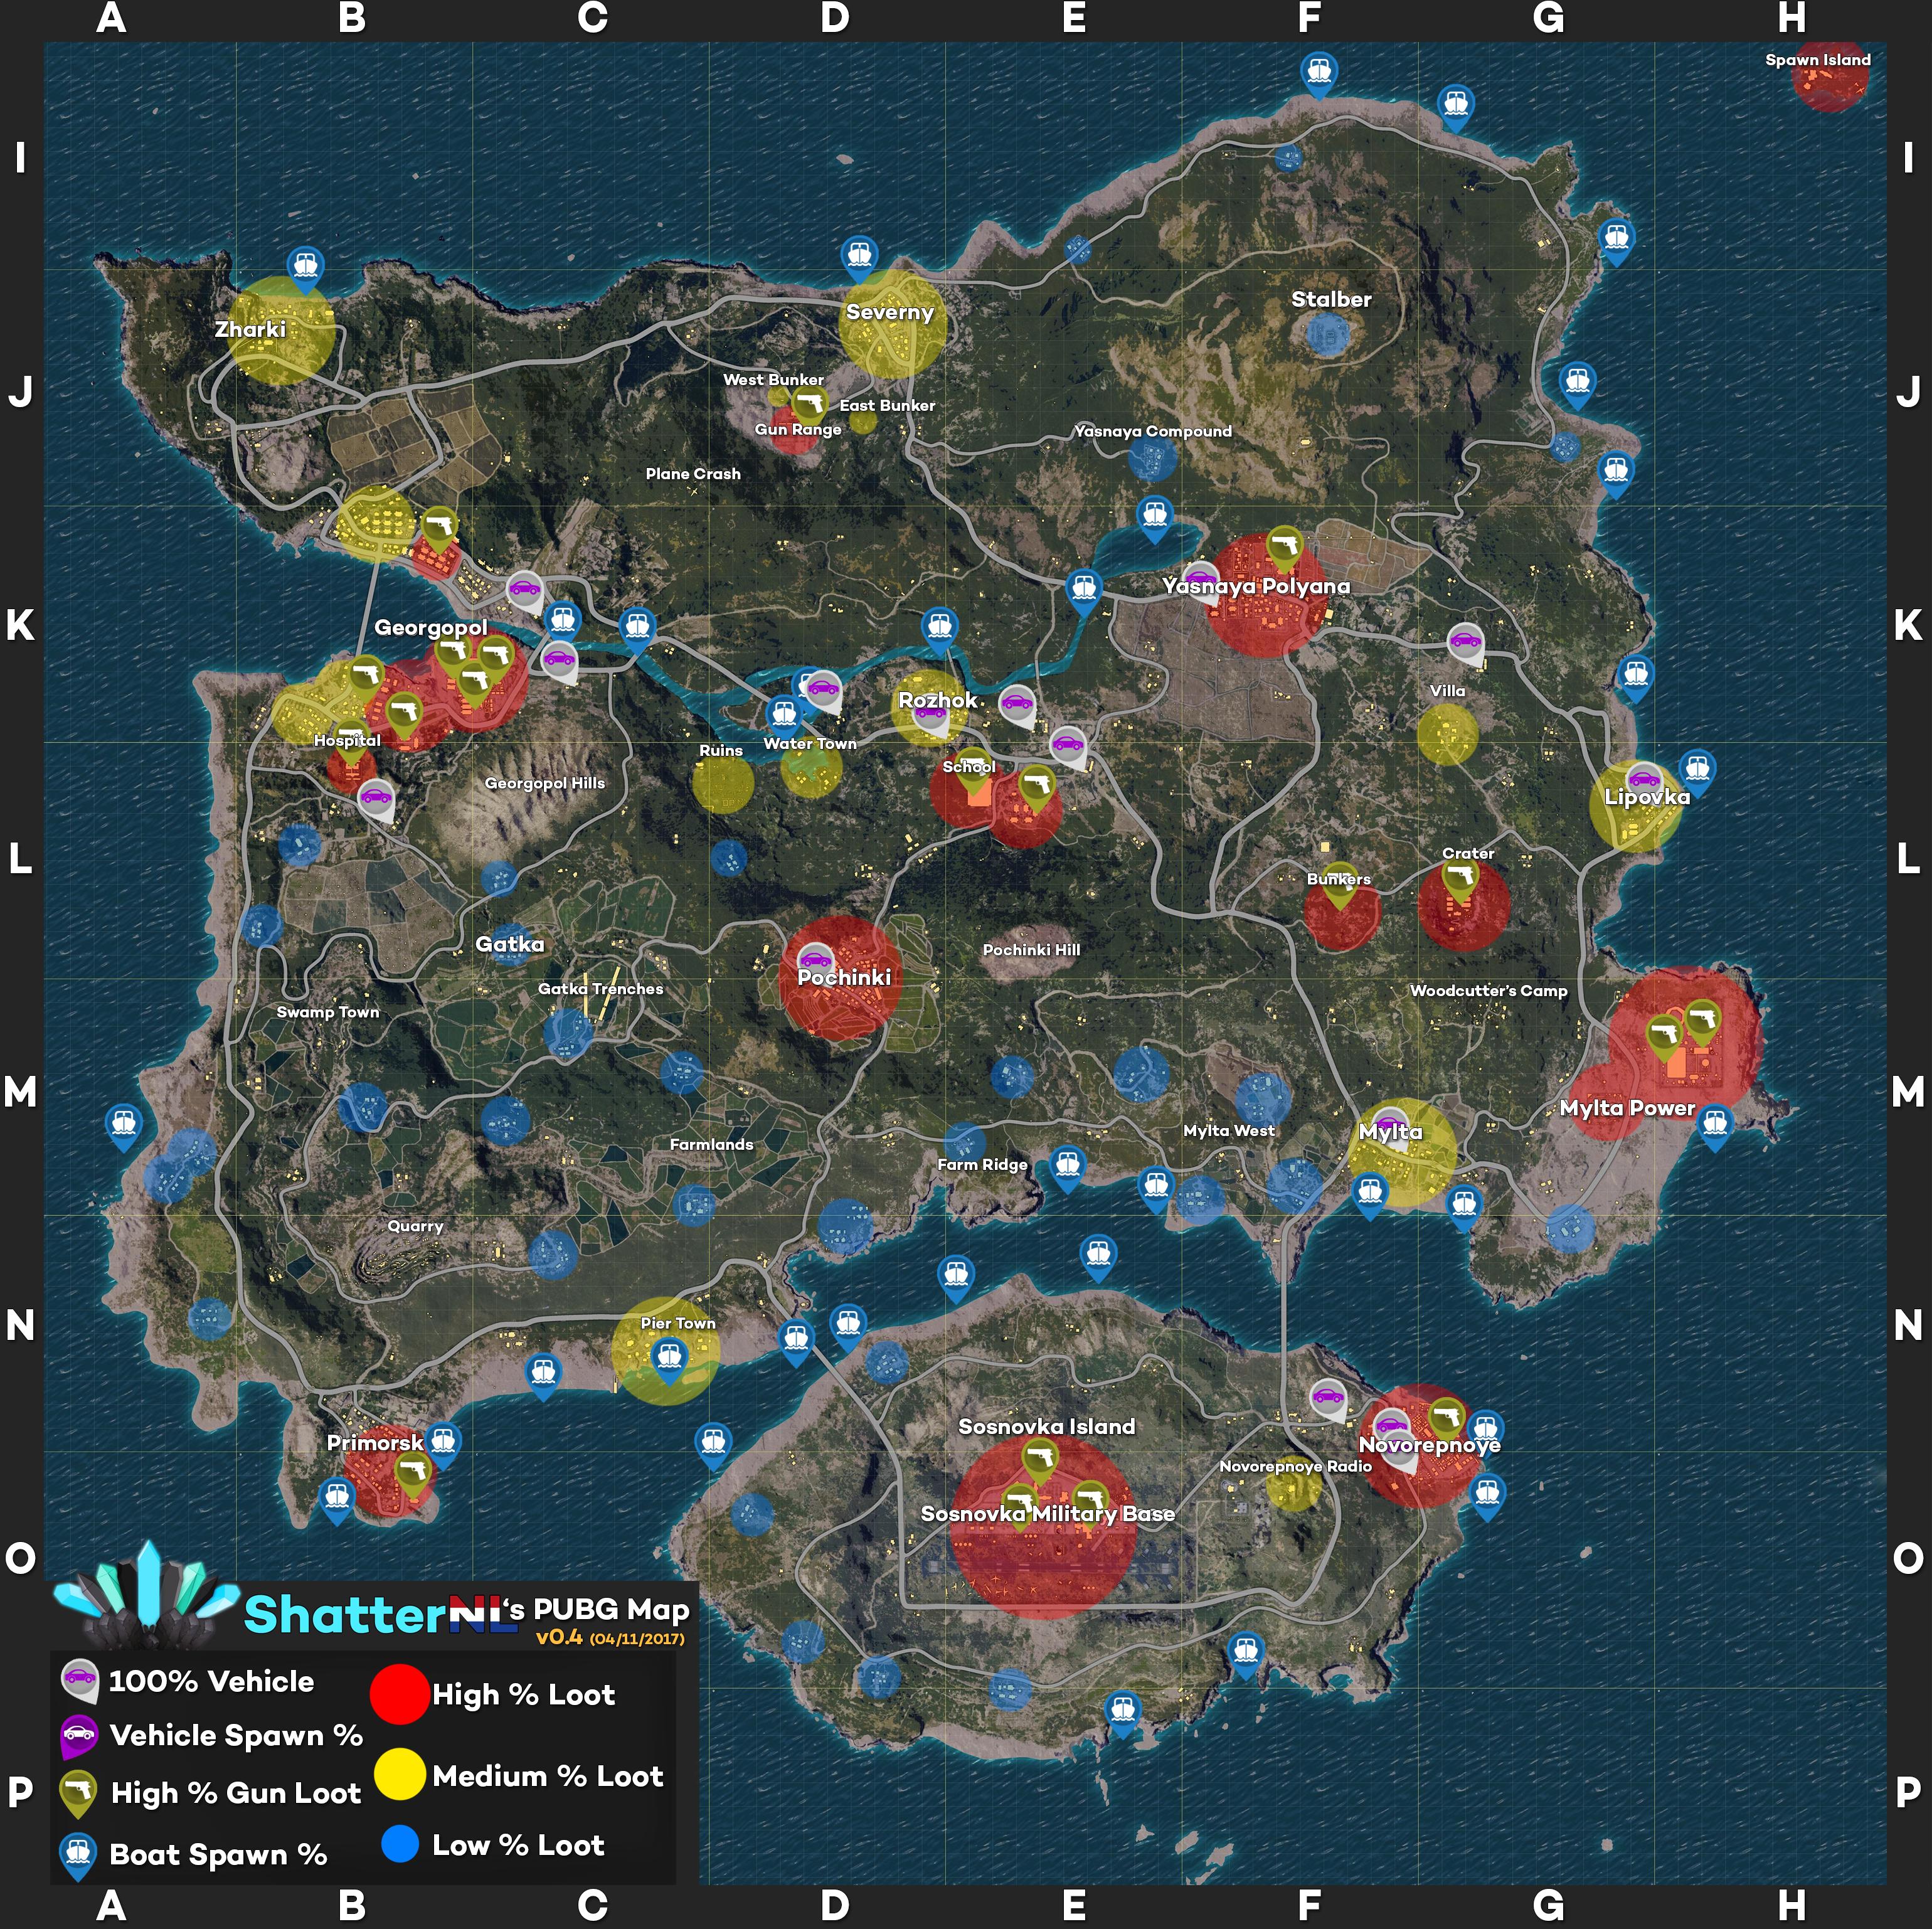 A B C D E F G H
Spawn Island
I I
Stalber
Severny
Zharki
West Bunker
J J
East Bunker
Gun Range
Yasnaya Compound
Plane Crash
Yasnaya Polyana
K K
Georgopol
Villa
Rozhok
Hospital
Water Town
Ruins
School
Georgopol Hills
Lipovka
L L
Crater
Bunkers
Gatka
Pochinki Hill
Pochinki
Gatka Trenches
Woodcutter's Camp
Swamp Town
M M
Mylta Power
Mylta West
Mylta
Farmlands
Farm Ridge
Quarry
N N
Pier Town
Sosnovka Island
Primorsk
Novorepnoye
Novorepnoye Radio
Sosnovka Military Base
O O
ShatterNL's PUBG Map
v0.4 (04/11/2017)
100% Vehicle
High % Loot
Vehicle Spawn %
Medium % Loot
High % Gun Loot
P P
Low % Loot
Boat Spawn %
A B C D E F G H